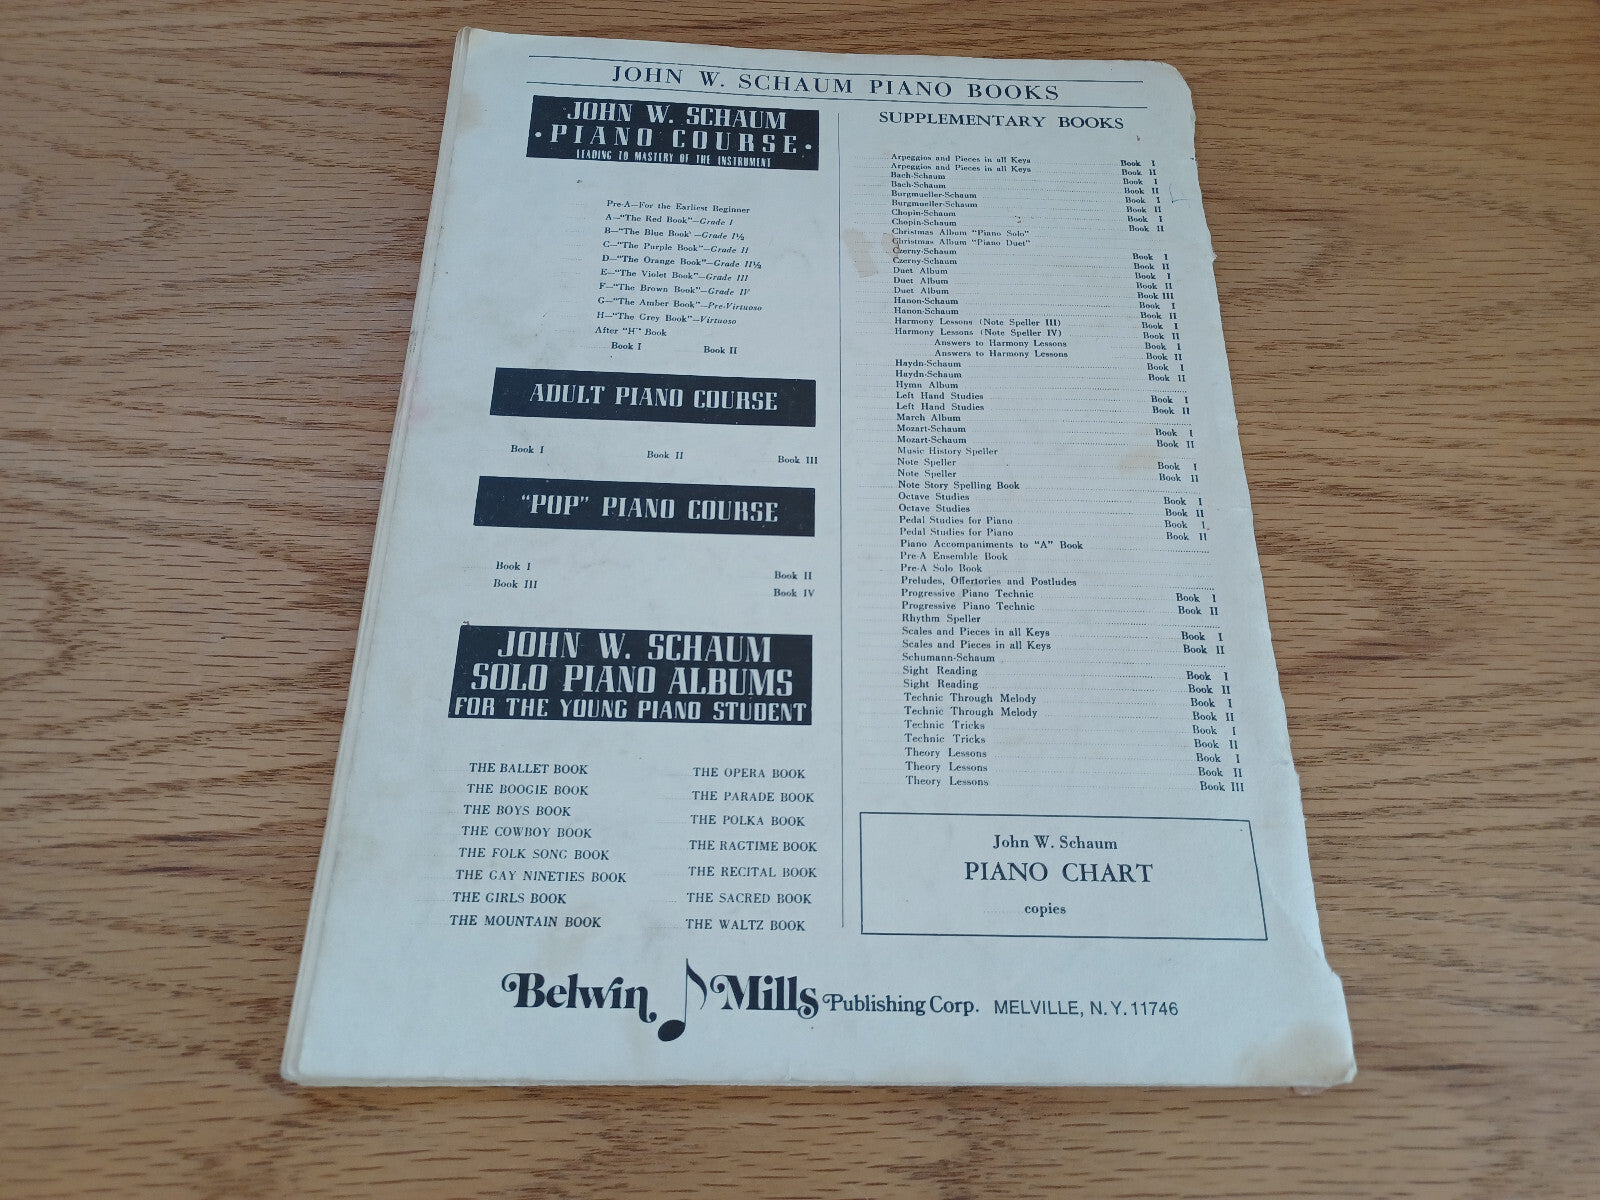 JOHN W. SCHAUM PIANO BOOKS
JOHN W. SCHAUM
• PIANO COURSE •
LEADING TO MASTERY OF THE INSTRUMENT
Pre-A—For the Earliest Beginner
A—"The Red Book"—Grade I
B—"The Blue Book"—Grade I½
C—"The Purple Book"—Grade II
D—"The Orange Book"—Grade II½
E—"The Violet Book"—Grade III
F—"The Brown Book"—Grade IV
G—"The Amber Book"—Pre-Virtuoso
H—"The Grey Book"—Virtuoso
After "H" Book
Book I Book II
ADULT PIANO COURSE
Book I Book II Book III
"POP" PIANO COURSE
Book I Book II
Book III Book IV
JOHN W. SCHAUM
SOLO PIANO ALBUMS
FOR THE YOUNG PIANO STUDENT
THE BALLET BOOK
THE BOOGIE BOOK
THE BOYS BOOK
THE COWBOY BOOK
THE FOLK SONG BOOK
THE GAY NINETIES BOOK
THE GIRLS BOOK
THE MOUNTAIN BOOK
THE OPERA BOOK
THE PARADE BOOK
THE POLKA BOOK
THE RAGTIME BOOK
THE RECITAL BOOK
THE SACRED BOOK
THE WALTZ BOOK
SUPPLEMENTARY BOOKS
Arpeggios and Pieces in all Keys Book I
Arpeggios and Pieces in all Keys Book II
Bach-Schaum Book I
Bach-Schaum Book II
Burgmueller-Schaum Book I
Burgmueller-Schaum Book II
Chopin-Schaum Book I
Chopin-Schaum Book II
Christmas Album "Piano Solo"
Christmas Album "Piano Duet"
Czerny-Schaum Book I
Czerny-Schaum Book II
Duet Album Book I
Duet Album Book II
Duet Album Book III
Hanon-Schaum Book I
Hanon-Schaum Book II
Harmony Lessons (Note Speller III) Book I
Harmony Lessons (Note Speller IV) Book II
Answers to Harmony Lessons Book I
Answers to Harmony Lessons Book II
Haydn-Schaum Book I
Haydn-Schaum Book II
Hymn Album
Left Hand Studies Book I
Left Hand Studies Book II
March Album
Mozart-Schaum Book I
Mozart-Schaum Book II
Music History Speller
Note Speller Book I
Note Speller Book II
Note Story Spelling Book
Octave Studies Book I
Octave Studies Book II
Pedal Studies for Piano Book I
Pedal Studies for Piano Book II
Piano Accompaniments to "A" Book
Pre-A Ensemble Book
Pre-A Solo Book
Preludes, Offertories and Postludes
Progressive Piano Technic Book I
Progressive Piano Technic Book II
Rhythm Speller
Scales and Pieces in all Keys Book I
Scales and Pieces in all Keys Book II
Schumann-Schaum
Sight Reading Book I
Sight Reading Book II
Technic Through Melody Book I
Technic Through Melody Book II
Technic Tricks Book I
Technic Tricks Book II
Theory Lessons Book I
Theory Lessons Book II
Theory Lessons Book III
John W. Schaum
PIANO CHART
copies
Belwin Mills Publishing Corp. MELVILLE, N.Y. 11746